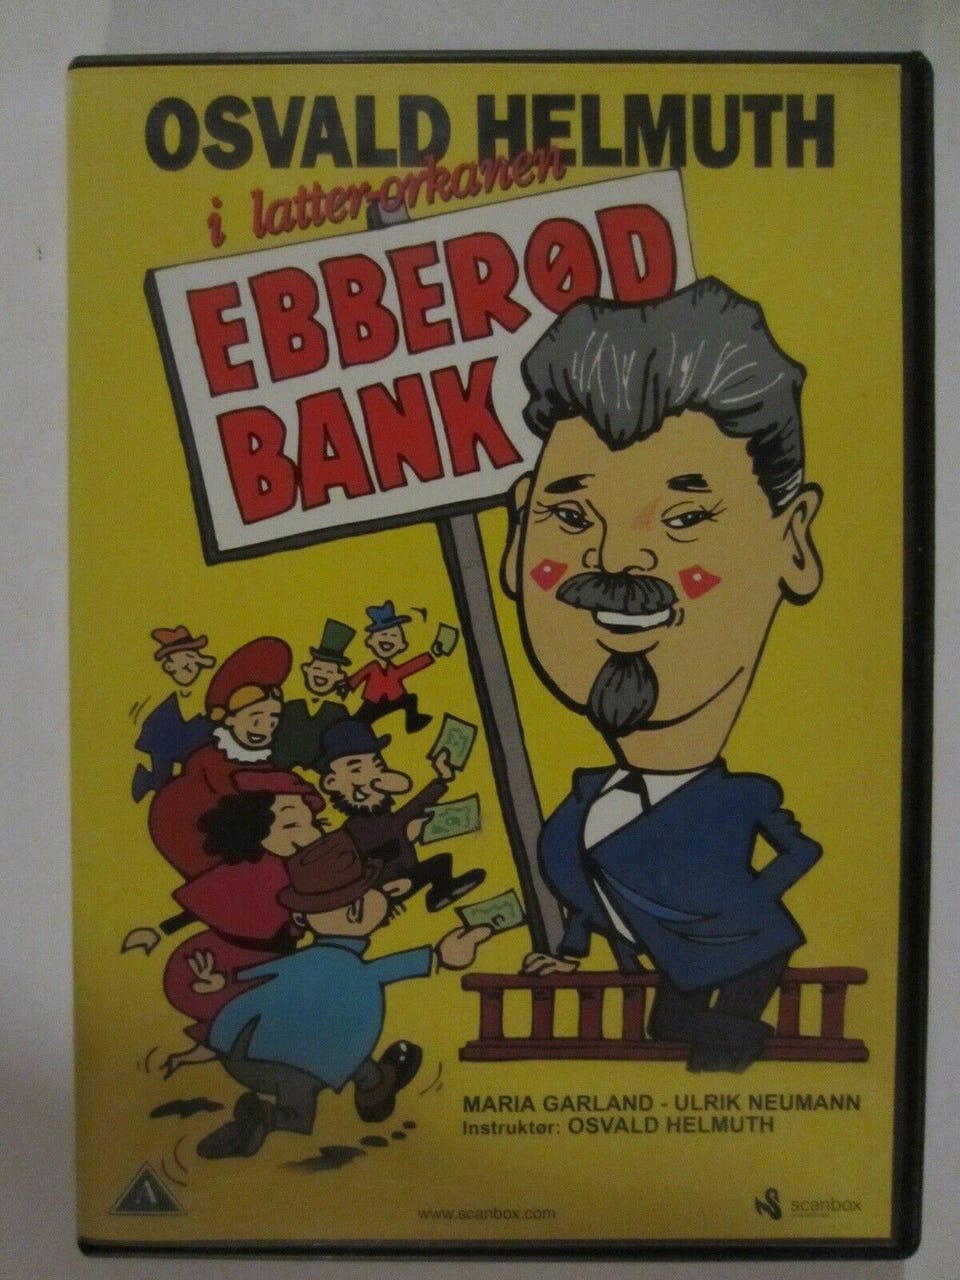 OSVALD HELMUTH
i latter-orkanen
EBBERØD
BANK
MARIA GARLAND - ULRIK NEUMANN
Instruktør: OSVALD HELMUTH
A
www.scanbox.com
scanbox